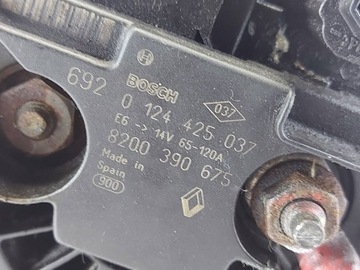 BOSCH
037
692
0 124 425 037
E6 -> 14V 65-120A
8200 390 675
Made in
Spain
900